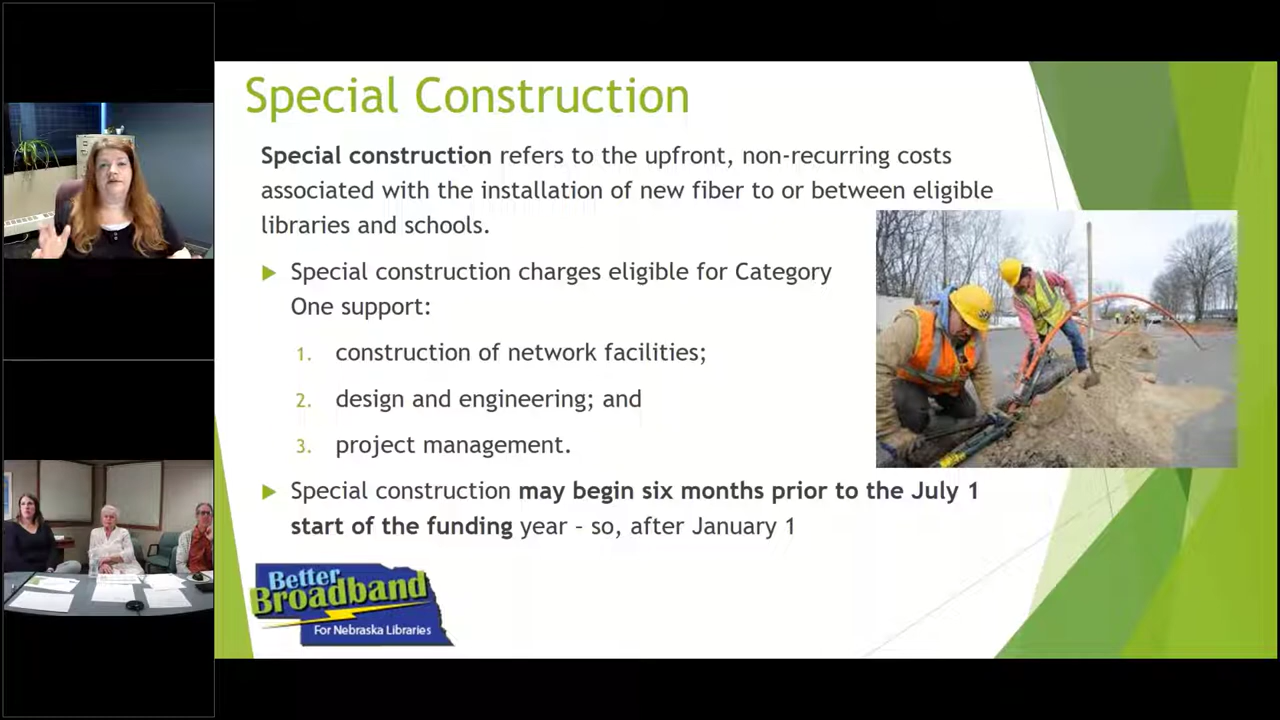 Special Construction
Special construction refers to the upfront, non-recurring costs
associated with the installation of new fiber to or between eligible
libraries and schools.
Special construction charges eligible for Category
One support:
1. construction of network facilities;
2. design and engineering; and
3. project management.
Special construction may begin six months prior to the July 1
start of the funding year – so, after January 1
Better
Broadband
For Nebraska Libraries